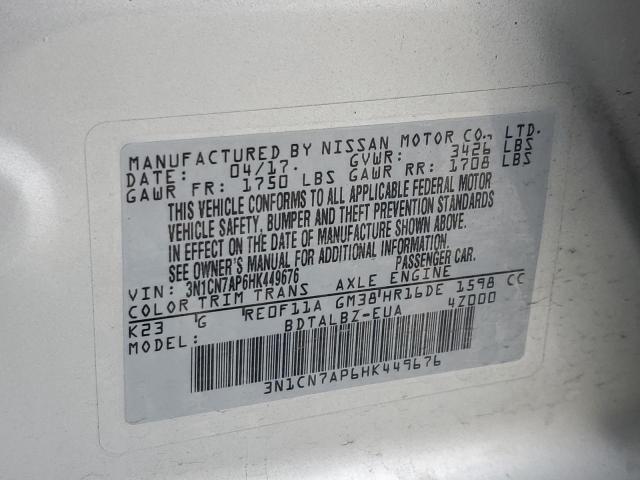 MANUFACTURED BY NISSAN MOTOR CO., LTD.
DATE: 04/17. GVWR: 3426 LBS
GAWR FR: 1750 LBS GAWR RR: 1708 LBS
THIS VEHICLE CONFORMS TO ALL APPLICABLE FEDERAL MOTOR
VEHICLE SAFETY, BUMPER AND THEFT PREVENTION STANDARDS
IN EFFECT ON THE DATE OF MANUFACTURE SHOWN ABOVE.
SEE OWNER'S MANUAL FOR ADDITIONAL INFORMATION.
VIN: 3N1CN7AP6HK449676 PASSENGER CAR.
COLOR TRIM TRANS AXLE ENGINE
K23 G RE0F11A GM38 HR16DE 1598 CC
MODEL: BDTALBZ-EUA 4Z000
3N1CN7AP6HK449676